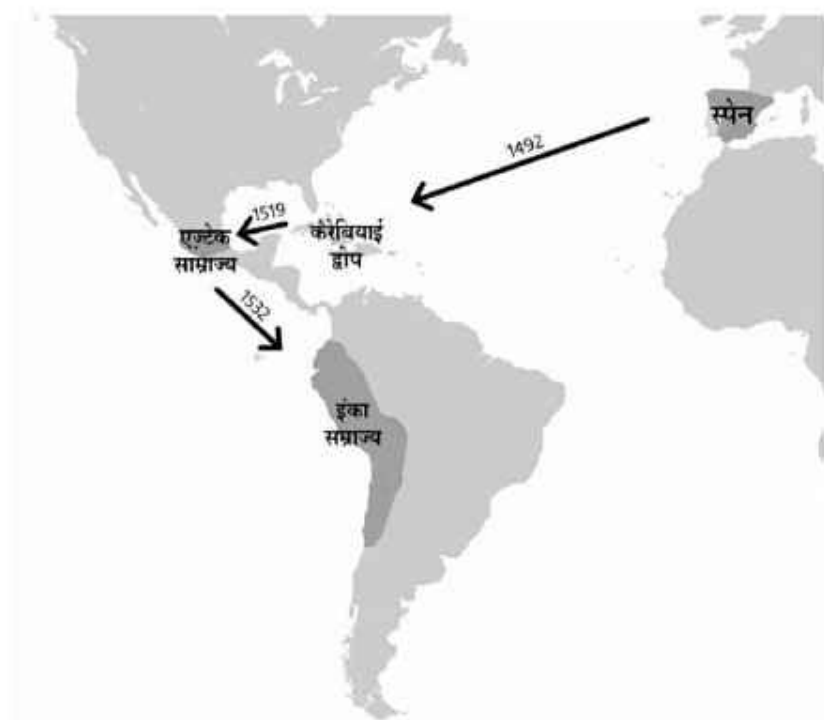 स्पेन
1492
1519
एज़्टेक
साम्राज्य
कैरेबियाई
द्वीप
1532
इंका
सम्राज्य